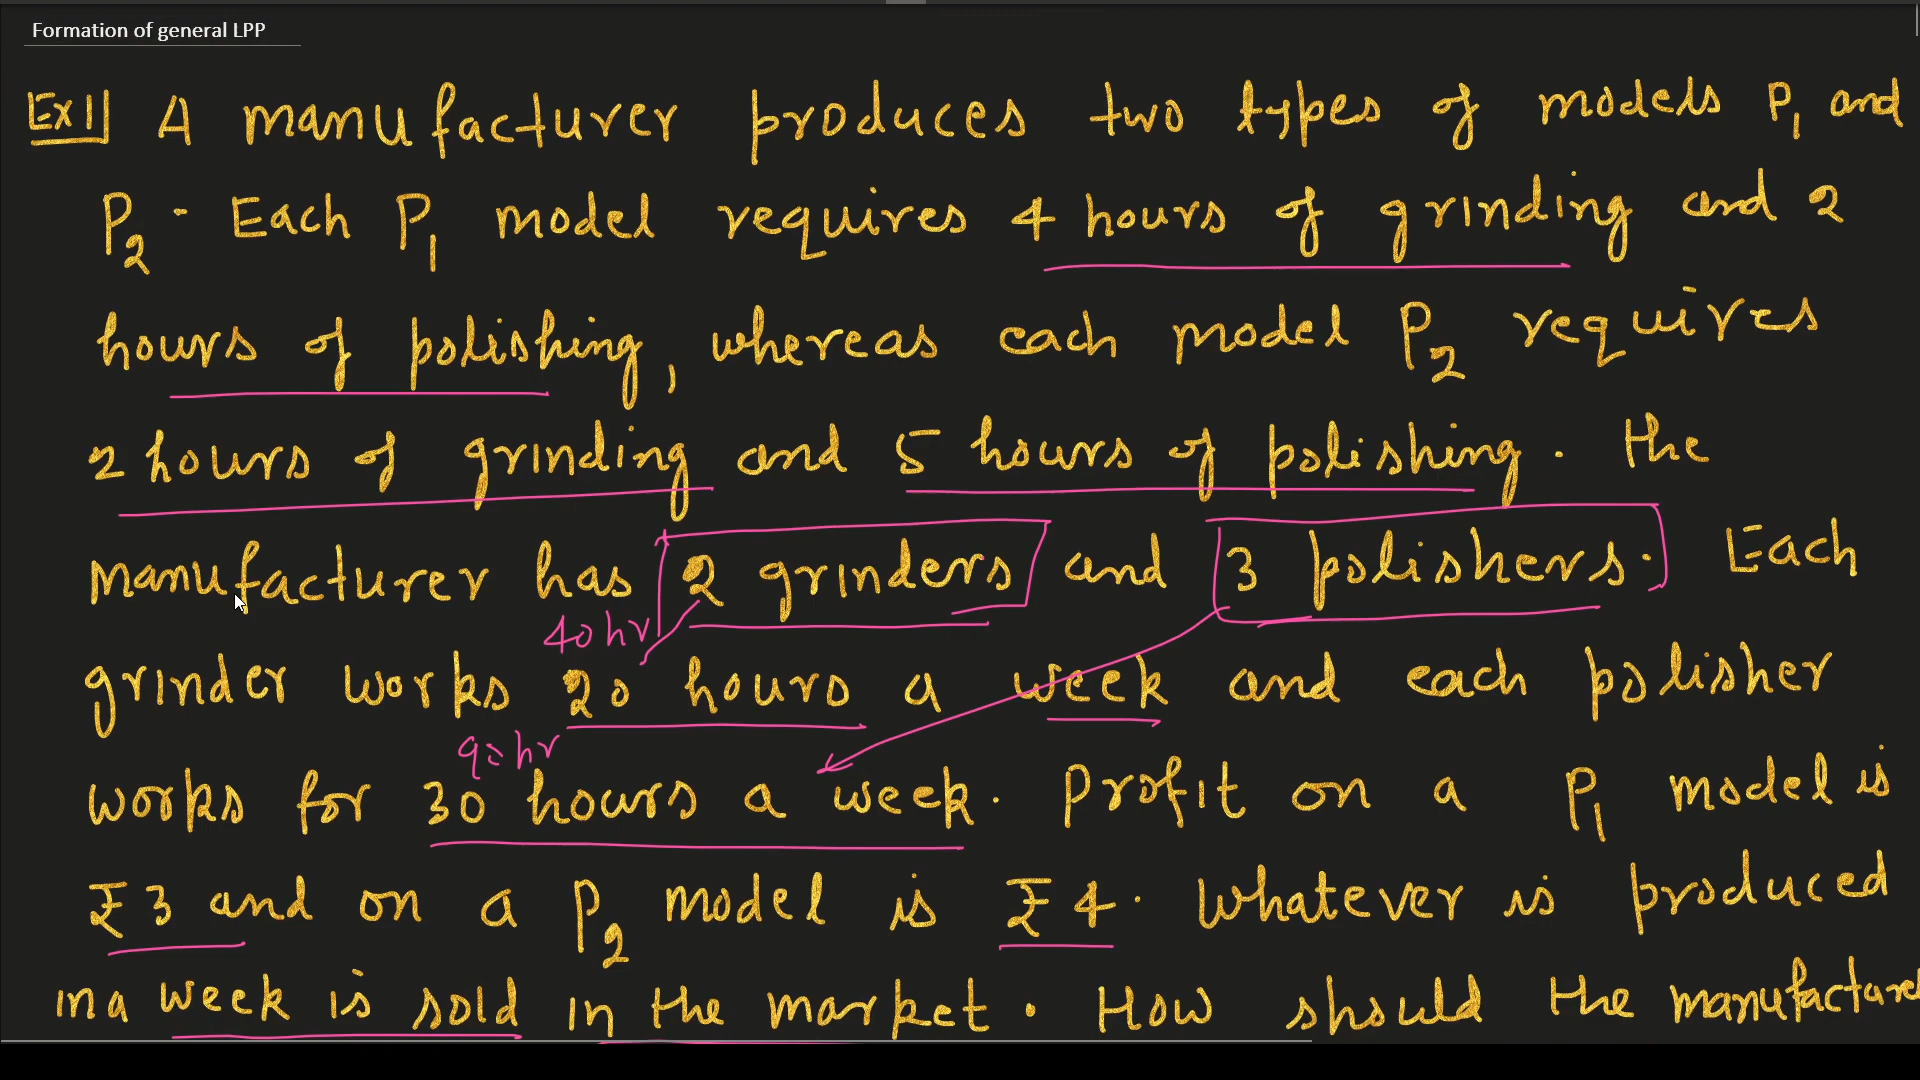 Formation of general LPP
Ex 1 A manufacturer produces two types of models P1 and
P2. Each P1 model requires 4 hours of grinding and 2
hours of polishing, whereas each model P2 requires
2 hours of grinding and 5 hours of polishing. The
manufacturer has 2 grinders and 3 polishers. Each
40 hr
grinder works 20 hours a week and each polisher
90 hr
works for 30 hours a week. Profit on a P1 model is
₹ 3 and on a P2 model is ₹ 4. Whatever is produced
in a week is sold in the market. How should the manufacturer